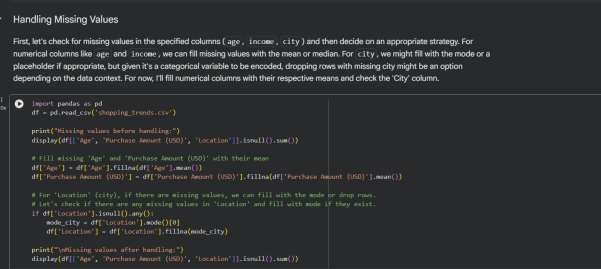 Handling Missing Values
First, let's check for missing values in the specified columns ( age, income, city ) and then decide on an appropriate strategy. For
numerical columns like age and income, we can fill missing values with the mean or median. For city, we might fill with the mode or a
placeholder if appropriate, but given it's a categorical variable to be encoded, dropping rows with missing city might be an option
depending on the data context. For now, I'll fill numerical columns with their respective means and check the 'City' column.
import pandas as pd
df = pd.read_csv('shopping_trends.csv')
print("Missing values before handling:")
display(df[['Age', 'Purchase Amount (USD)', 'Location']].isnull().sum())
# Fill missing 'Age' and 'Purchase Amount (USD)' with their mean
df['Age'] = df['Age'].fillna(df['Age'].mean())
df['Purchase Amount (USD)'] = df['Purchase Amount (USD)'].fillna(df['Purchase Amount (USD)'].mean())
# For 'Location' (city), if there are missing values, we can fill with the mode or drop rows.
# Let's check if there are any missing values in 'Location' and fill with mode if they exist.
if df['Location'].isnull().any():
    mode_city = df['Location'].mode()[0]
    df['Location'] = df['Location'].fillna(mode_city)
print("\nMissing values after handling:")
display(df[['Age', 'Purchase Amount (USD)', 'Location']].isnull().sum())